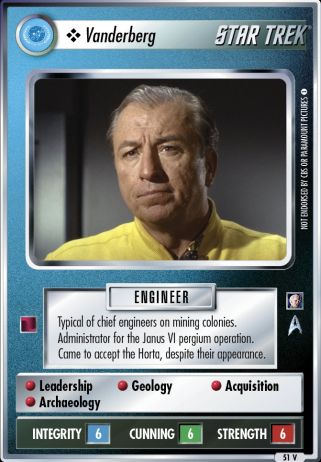 ❖ Vanderberg
STAR TREK
NOT ENDORSED BY CBS OR PARAMOUNT PICTURES
ENGINEER
Typical of chief engineers on mining colonies.
Administrator for the Janus VI pergium operation.
Came to accept the Horta, despite their appearance.
Leadership
Geology
Acquisition
Archaeology
INTEGRITY 6 CUNNING 6 STRENGTH 6
51 V